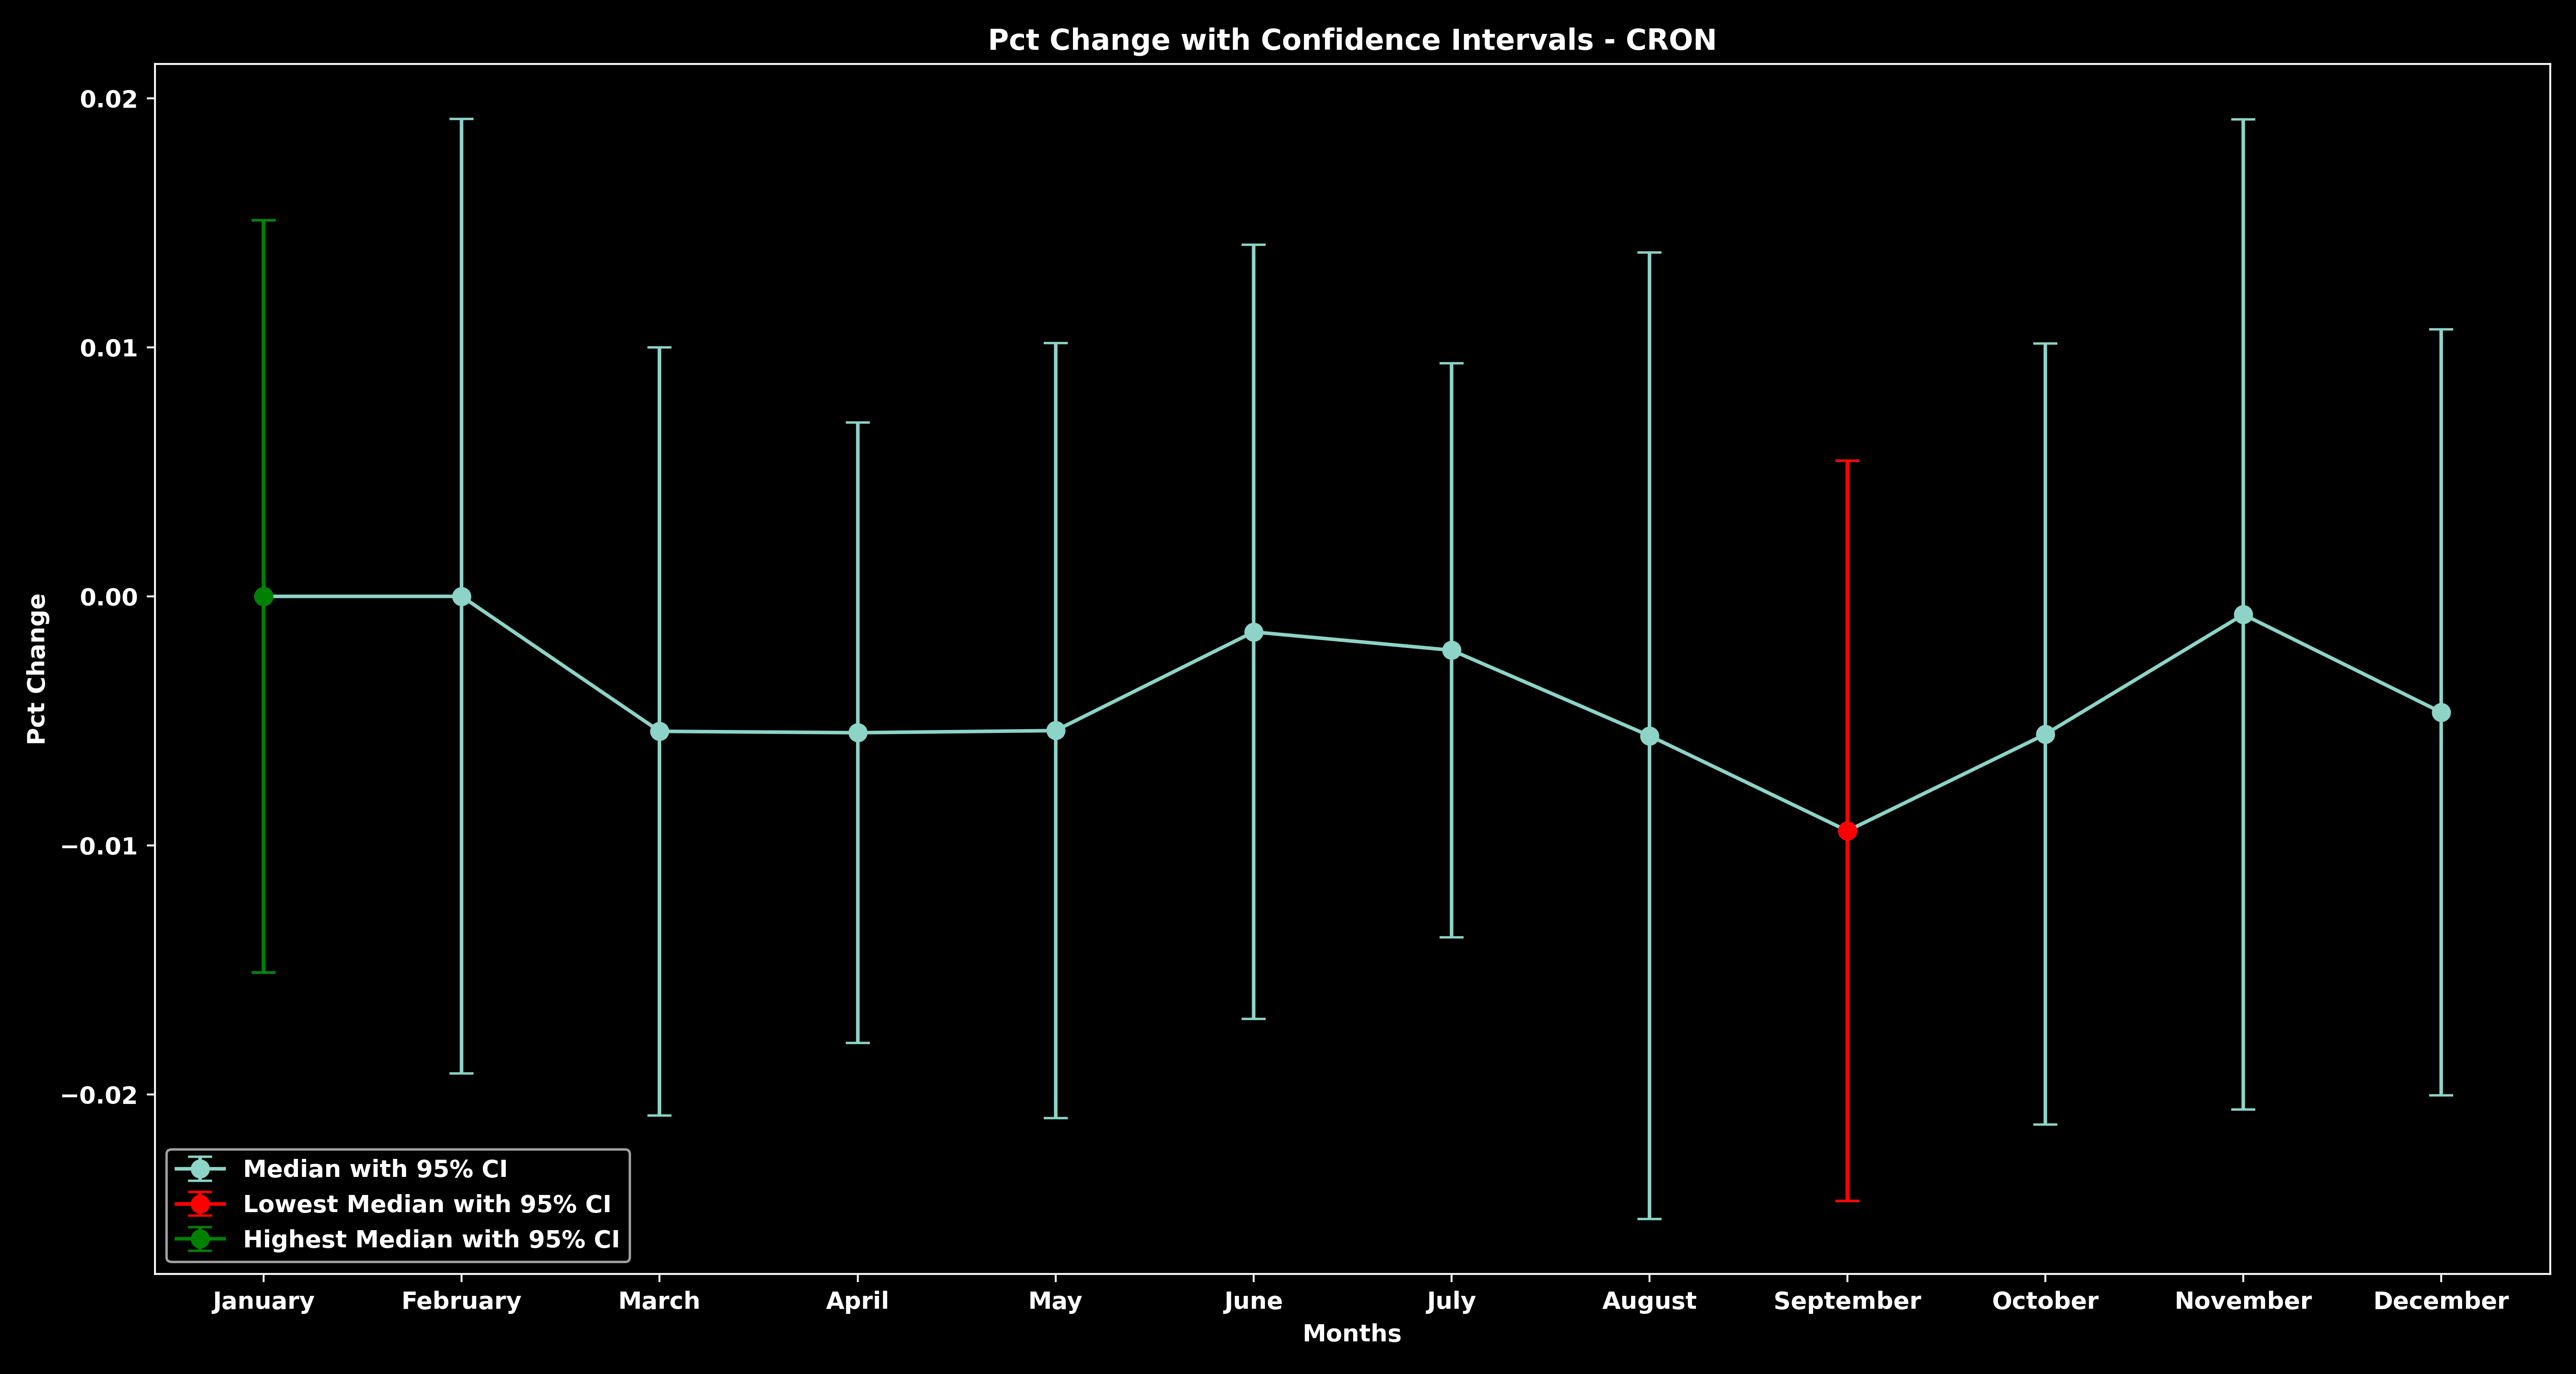 Pct Change with Confidence Intervals - CRON
Pct Change
0.02
0.01
0.00
−0.01
−0.02
Median with 95% CI
Lowest Median with 95% CI
Highest Median with 95% CI
January February March April May June July August September October November December
Months